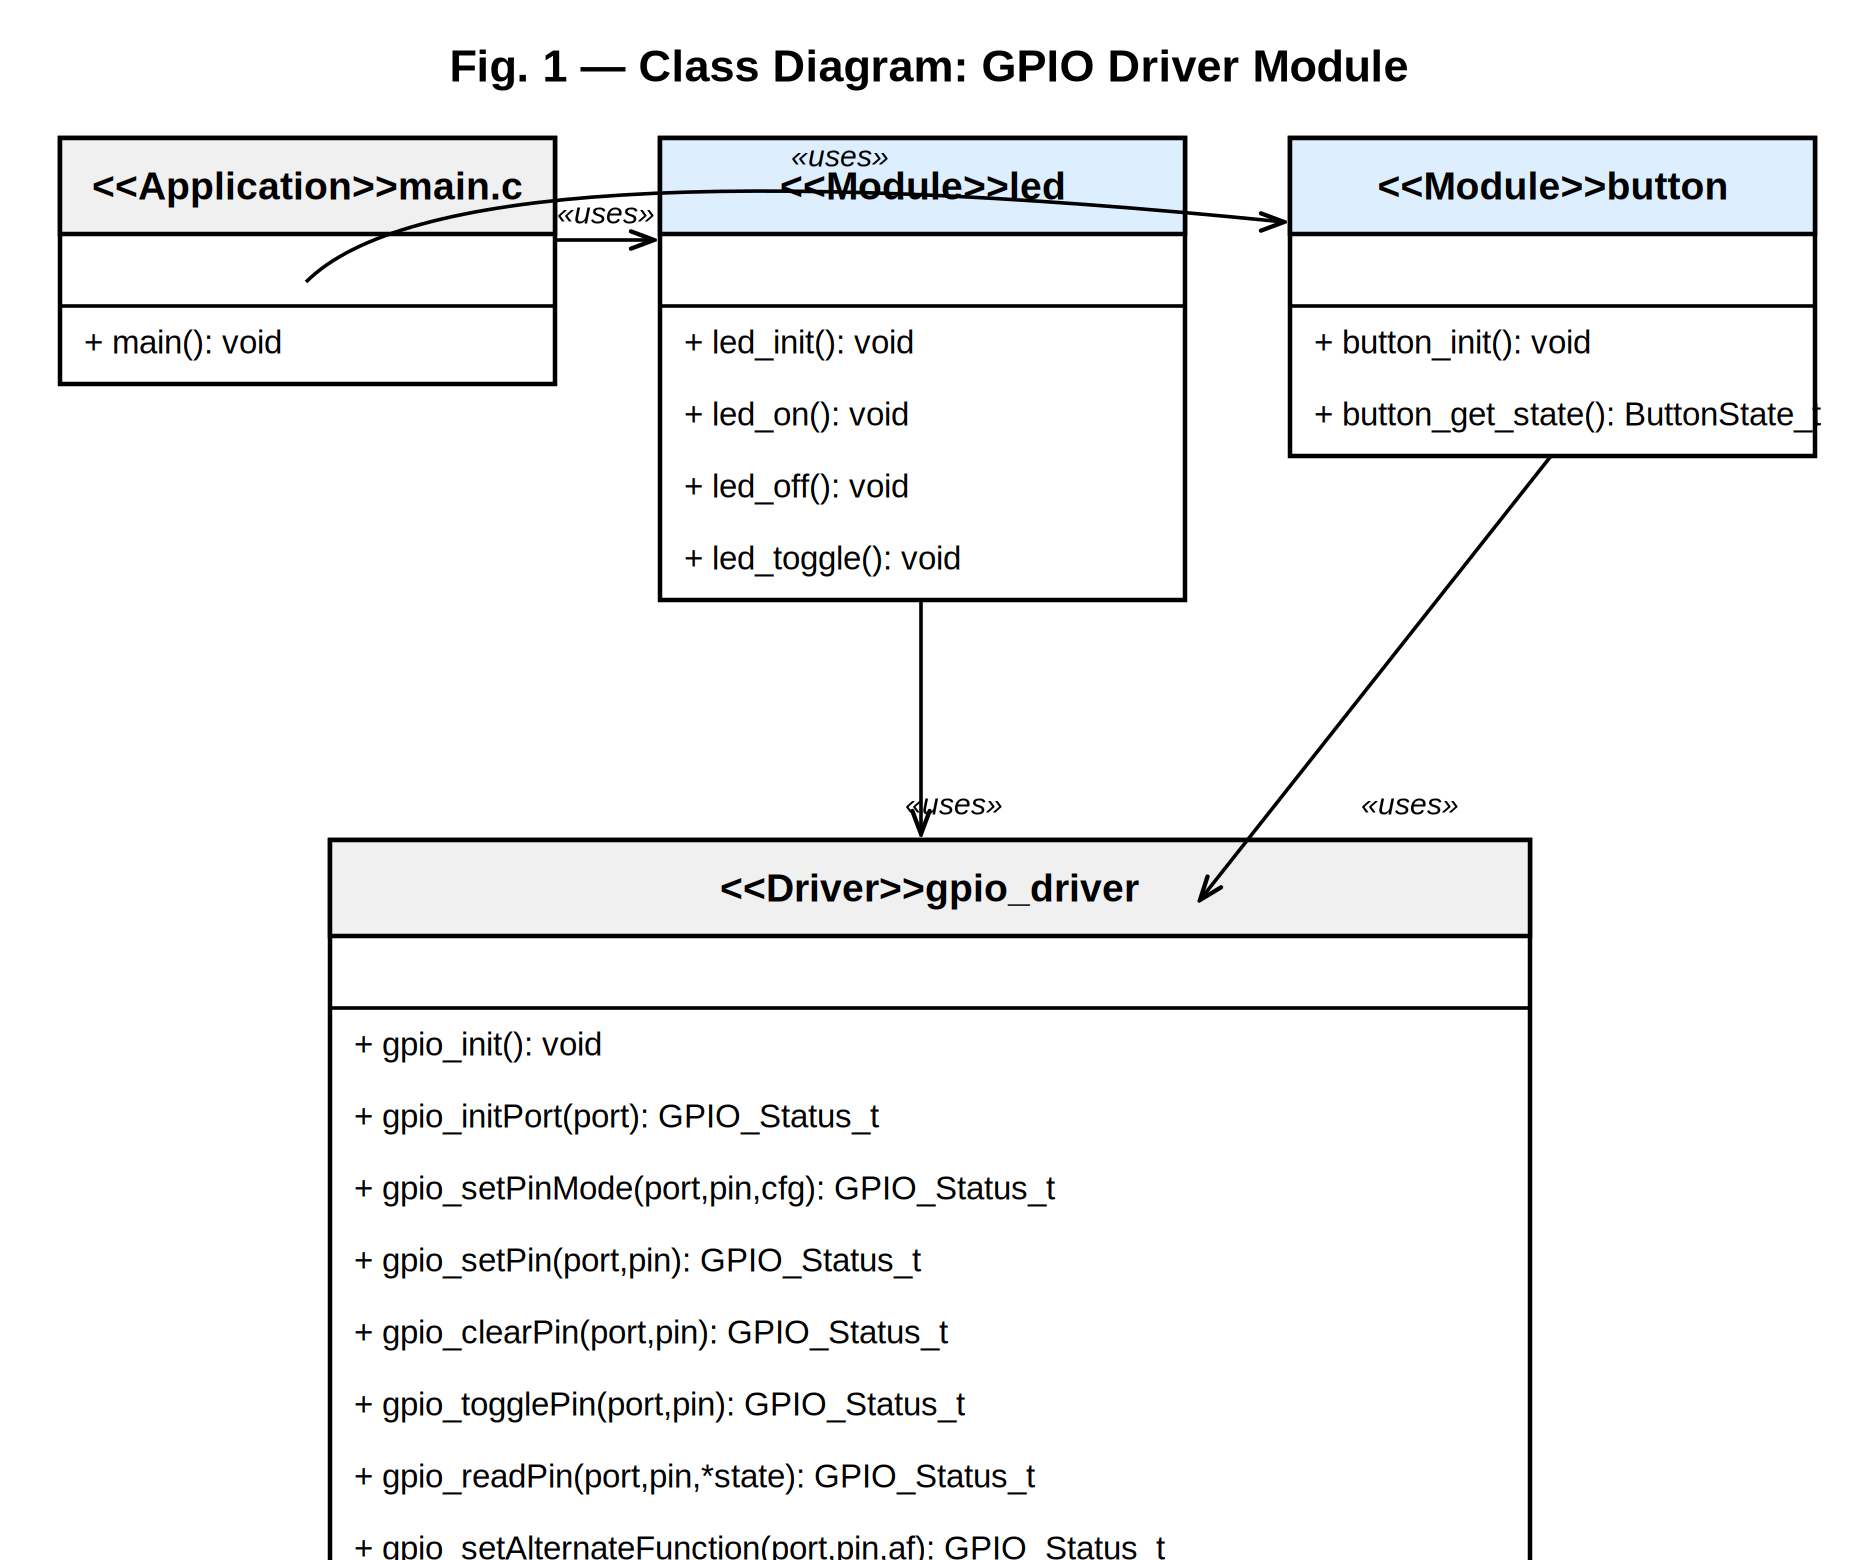 Fig. 1 — Class Diagram: GPIO Driver Module
<<Application>>main.c
+ main(): void
«uses»
«uses»
<<Module>>led
+ led_init(): void
+ led_on(): void
+ led_off(): void
+ led_toggle(): void
<<Module>>button
+ button_init(): void
+ button_get_state(): ButtonState_t
«uses»
«uses»
<<Driver>>gpio_driver
+ gpio_init(): void
+ gpio_initPort(port): GPIO_Status_t
+ gpio_setPinMode(port,pin,cfg): GPIO_Status_t
+ gpio_setPin(port,pin): GPIO_Status_t
+ gpio_clearPin(port,pin): GPIO_Status_t
+ gpio_togglePin(port,pin): GPIO_Status_t
+ gpio_readPin(port,pin,*state): GPIO_Status_t
+ gpio_setAlternateFunction(port,pin,af): GPIO_Status_t